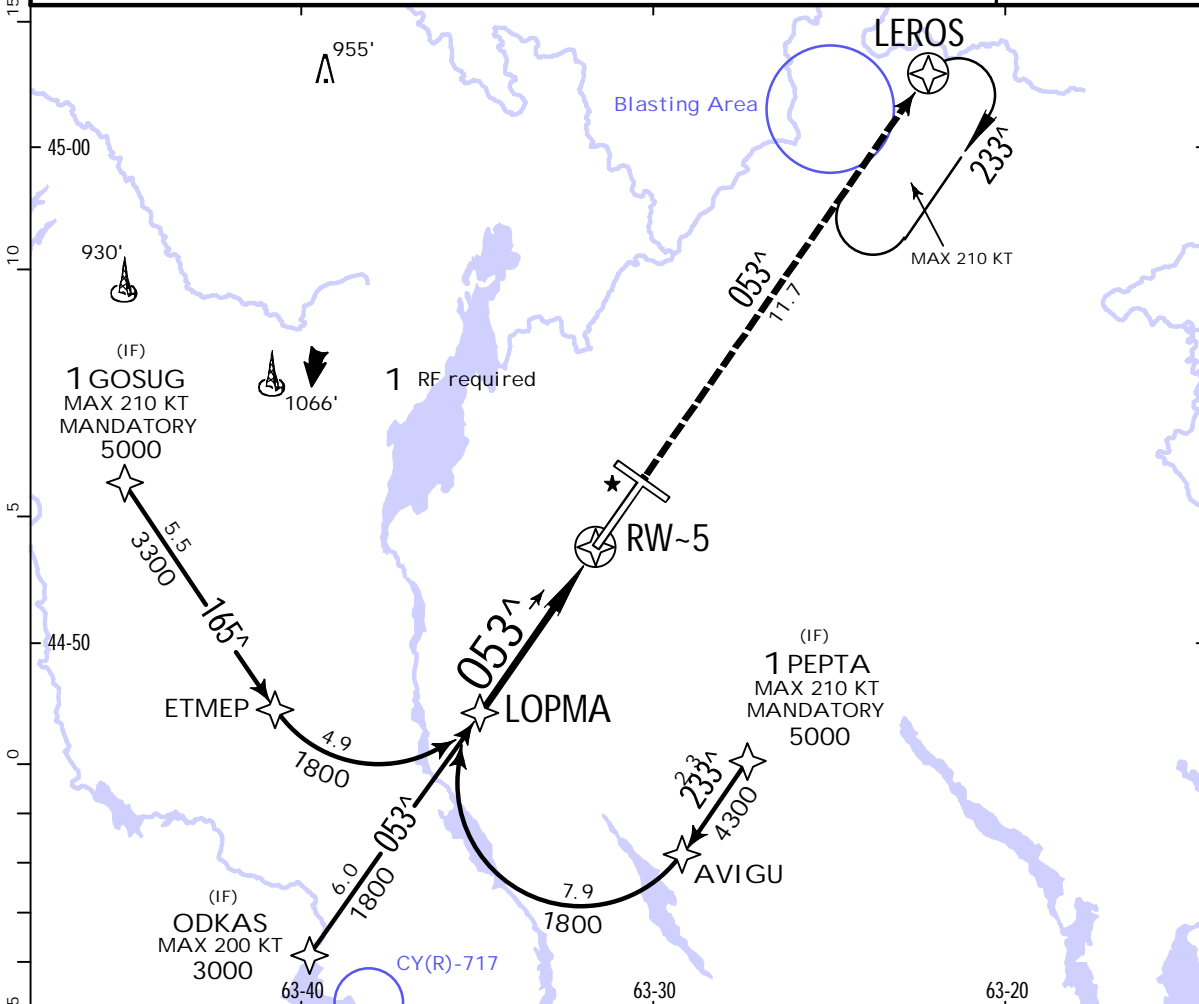 15
LEROS
955'
Blasting Area
45-00
233^
10
930'
MAX 210 KT
053^
11.7
(IF)
1 GOSUG
MAX 210 KT
MANDATORY
5000
1066'
1 RF required
5
RW~5
5.5
3300
165^
053^
44-50
(IF)
1 PEPTA
MAX 210 KT
MANDATORY
5000
ETMEP
LOPMA
4.9
1800
0
2.3
233^
4300
053^
AVIGU
6.0
1800
7.9
1800
(IF)
ODKAS
MAX 200 KT
3000
CY(R)-717
5
63-40
63-30
63-20